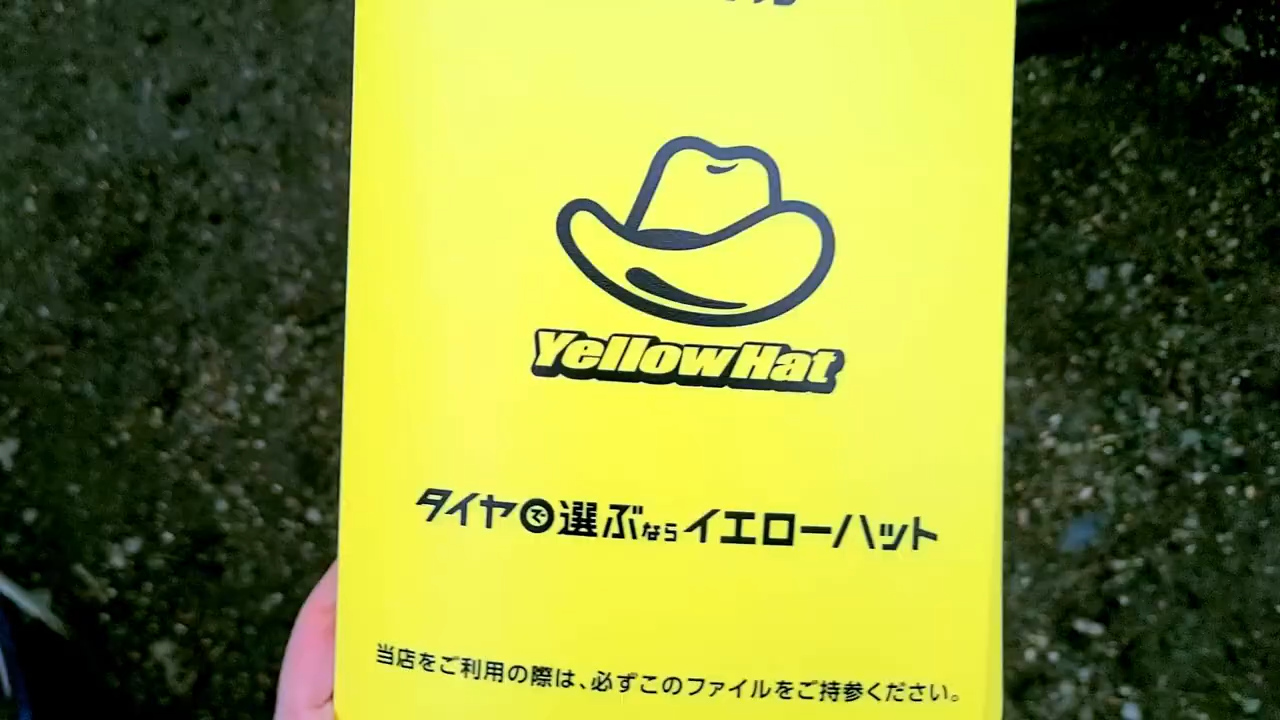 YellowHat
タイヤで選ぶならイエローハット
当店をご利用の際は、必ずこのファイルをご持参ください。